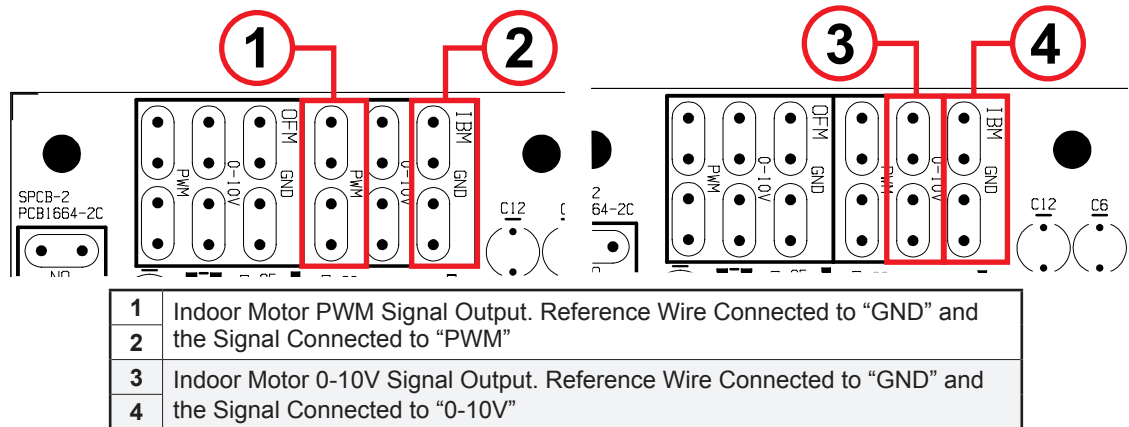 1
2
3
4
OFM
IBM
PWM
0-10V
GND
PWM
0-10V
GND
SPCB-2
PCB1664-2C
C12
OFM
IBM
PWM
0-10V
GND
PWM
0-10V
GND
2
64-2C
C12
C6
1
Indoor Motor PWM Signal Output. Reference Wire Connected to “GND” and
2
the Signal Connected to “PWM”
3
Indoor Motor 0-10V Signal Output. Reference Wire Connected to “GND” and
4
the Signal Connected to “0-10V”